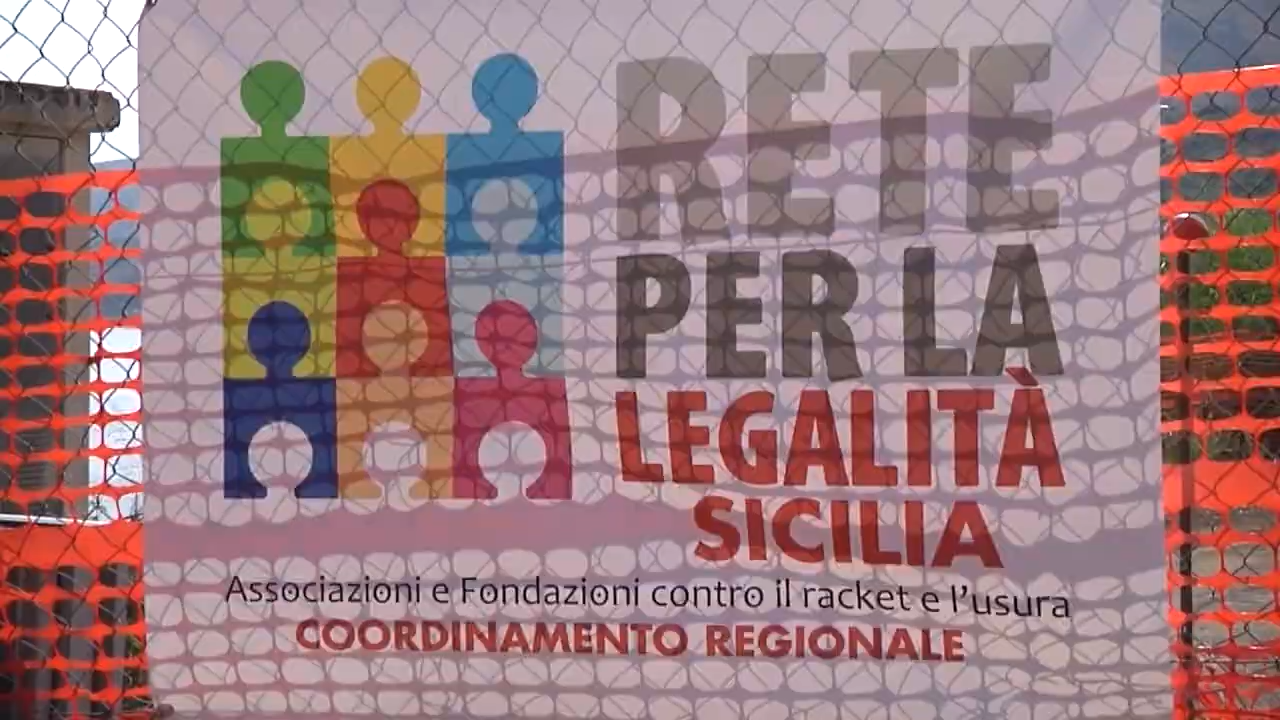 RETE
PER LA
LEGALITÀ
SICILIA
Associazioni e Fondazioni contro il racket e l'usura
COORDINAMENTO REGIONALE